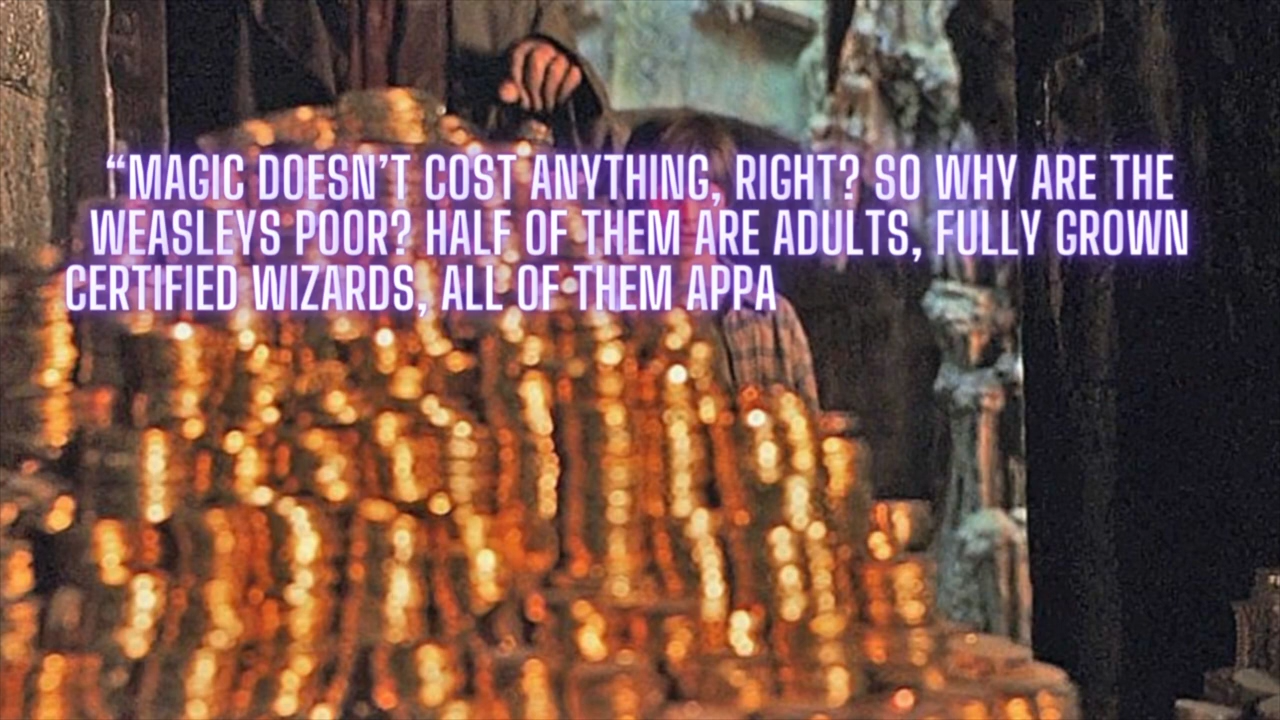 “MAGIC DOESN’T COST ANYTHING, RIGHT? SO WHY ARE THE
WEASLEYS POOR? HALF OF THEM ARE ADULTS, FULLY GROWN
CERTIFIED WIZARDS, ALL OF THEM APPA